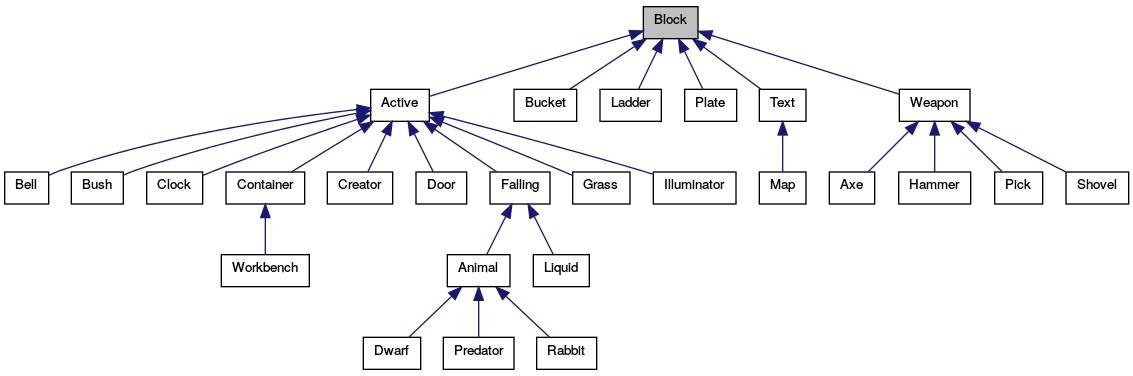 Block
Active
Bucket
Ladder
Plate
Text
Weapon
Bell
Bush
Clock
Container
Creator
Door
Falling
Grass
Illuminator
Map
Axe
Hammer
Pick
Shovel
Workbench
Animal
Liquid
Dwarf
Predator
Rabbit